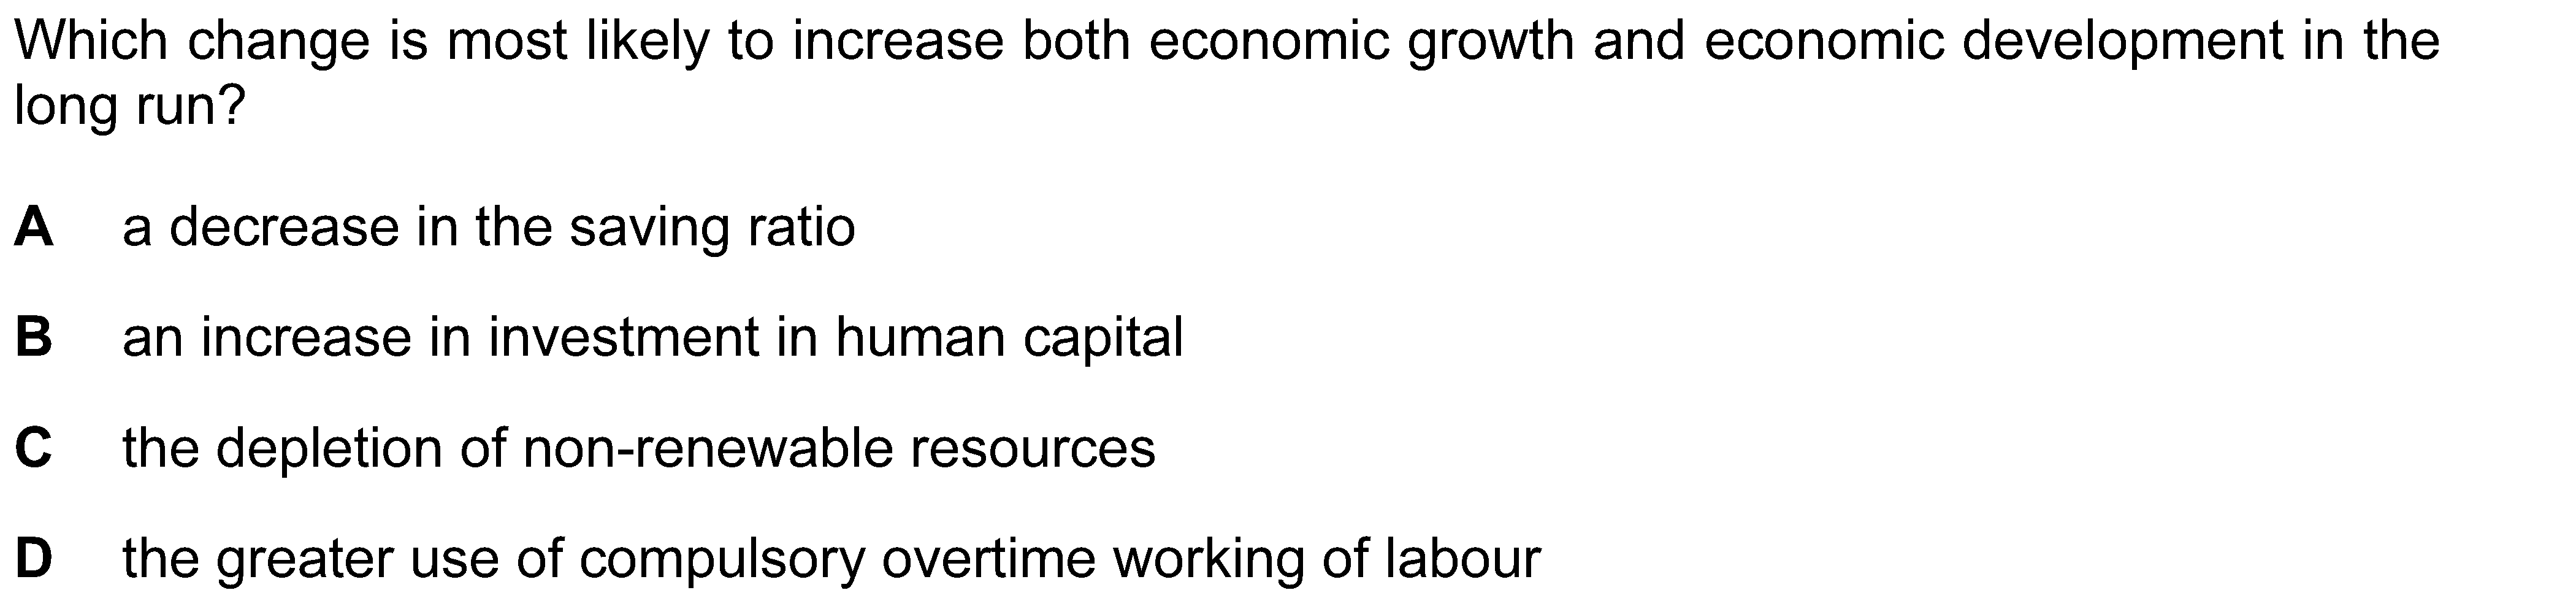 Which change is most likely to increase both economic growth and economic development in the
long run?
A a decrease in the saving ratio
B an increase in investment in human capital
C the depletion of non-renewable resources
D the greater use of compulsory overtime working of labour